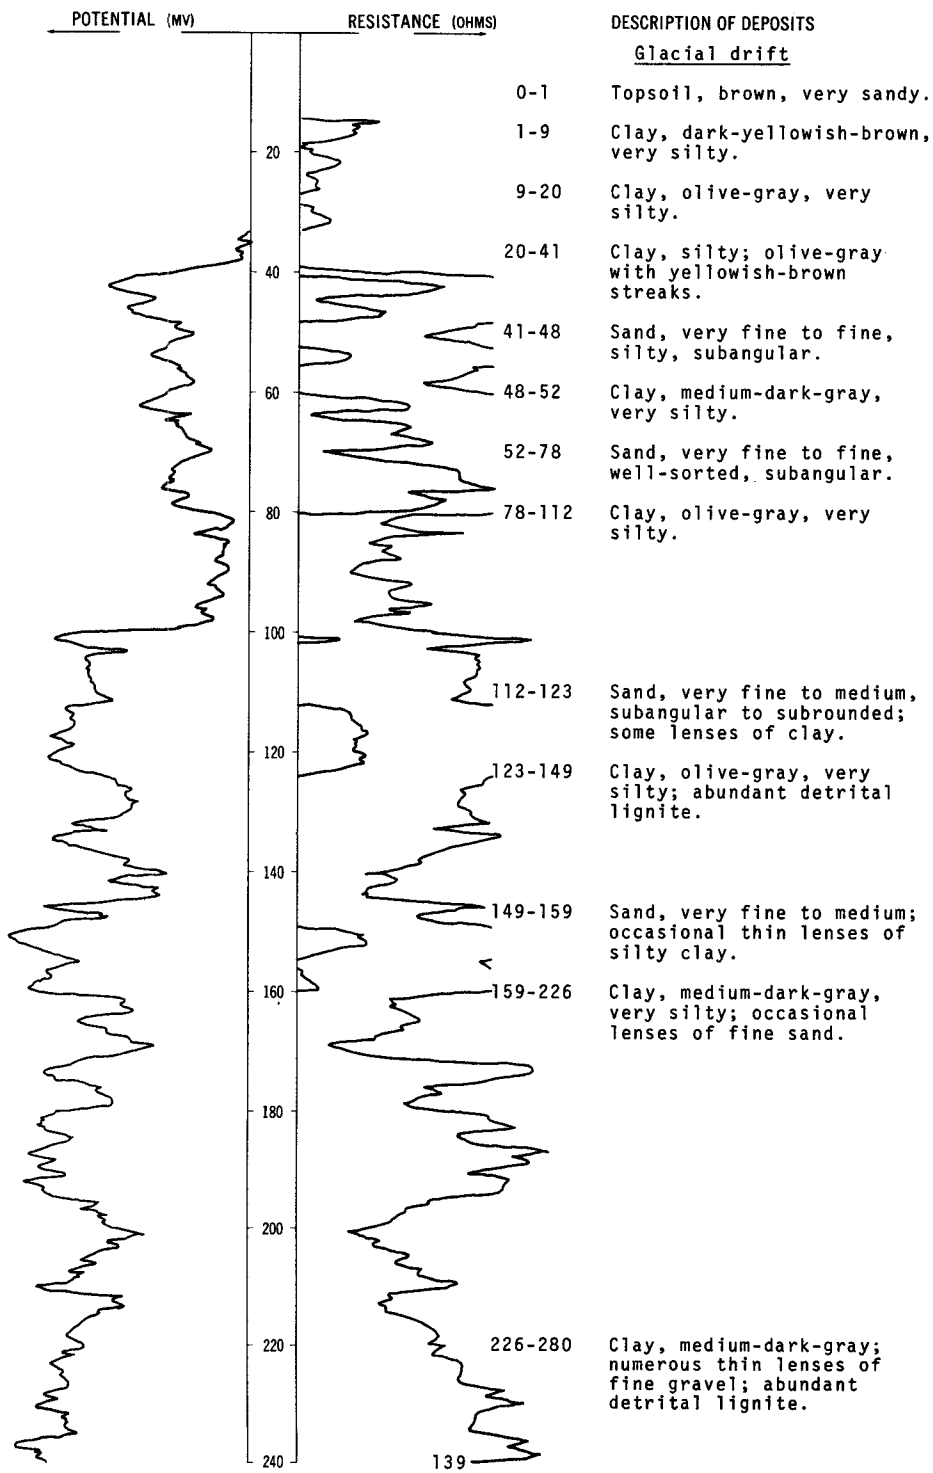 POTENTIAL (MV) RESISTANCE (OHMS) DESCRIPTION OF DEPOSITS
Glacial drift
0-1 Topsoil, brown, very sandy.
1-9 Clay, dark-yellowish-brown,
very silty.
20
9-20 Clay, olive-gray, very
silty.
20-41 Clay, silty; olive-gray
with yellowish-brown
streaks.
40
41-48 Sand, very fine to fine,
silty, subangular.
48-52 Clay, medium-dark-gray,
very silty.
60
52-78 Sand, very fine to fine,
well-sorted, subangular.
80
78-112 Clay, olive-gray, very
silty.
100
112-123 Sand, very fine to medium,
subangular to subrounded;
some lenses of clay.
120
123-149 Clay, olive-gray, very
silty; abundant detrital
lignite.
140
149-159 Sand, very fine to medium;
occasional thin lenses of
silty clay.
160
159-226 Clay, medium-dark-gray,
very silty; occasional
lenses of fine sand.
180
200
220
226-280 Clay, medium-dark-gray;
numerous thin lenses of
fine gravel; abundant
detrital lignite.
240
139